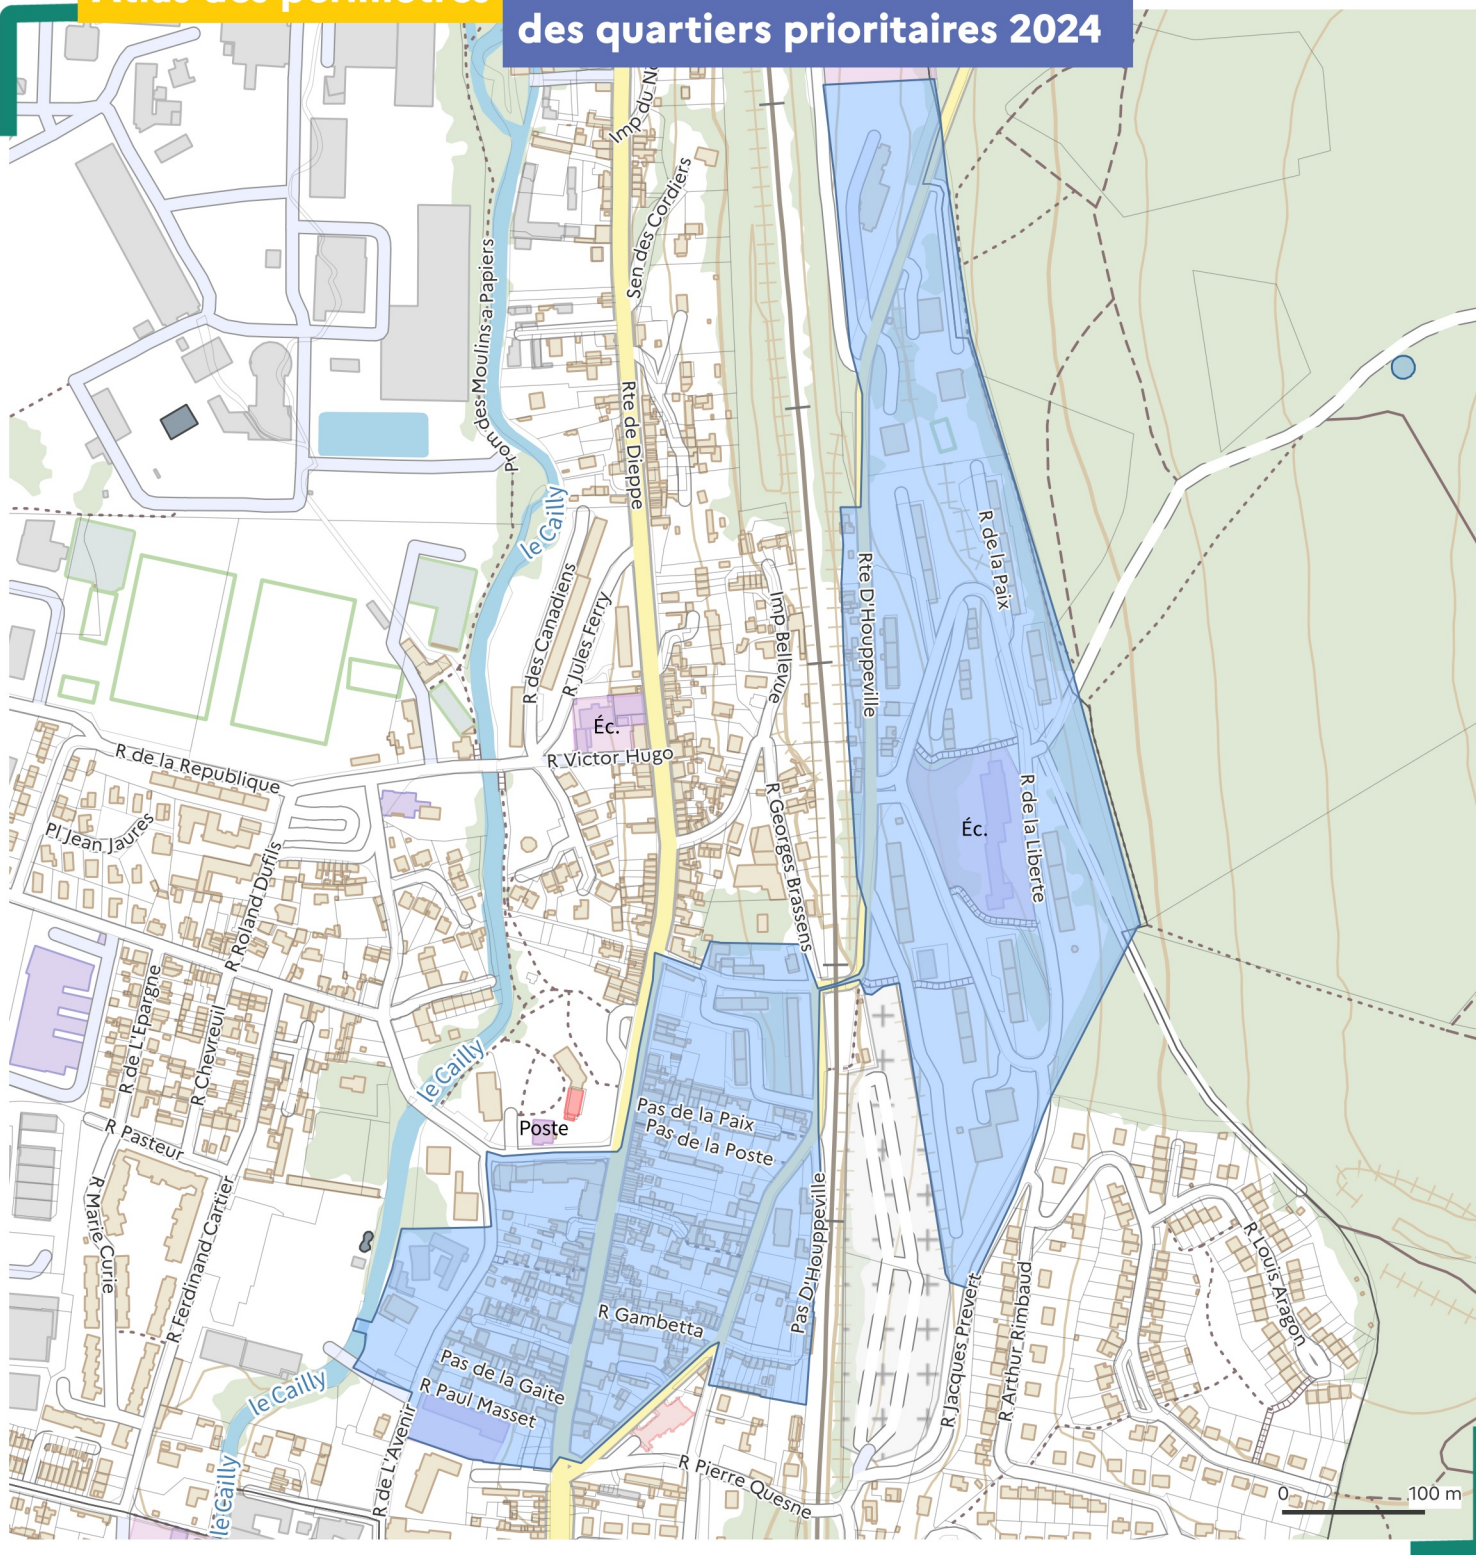 Atlas des périmètres
des quartiers prioritaires 2024
Imp du No
Sen des Cordiers
Prom des Moulins a Papiers
Rte de Dieppe
le Cailly
R de la Paix
Rte D'Houppeville
R des Canadiens
R Jules Ferry
Imp Bellevue
Éc.
R Victor Hugo
R de la Republique
Pl Jean Jaurès
R Georges Brassens
Éc.
R de la Liberte
R Roland Dufils
R de L'Epargne
R Chevreuil
le Cailly
Pas de la Paix
Pas de la Poste
Poste
R Pasteur
R Marie Curie
R Ferdinand Cartier
Pas D'Houppeville
R Louis Aragon
R Gambetta
R Jacques Prevert
R Arthur Rimbaud
Pas de la Gaite
R Paul Masset
le Cailly
R de L'Avenir
R Pierre Quesne
le Cailly
0 100 m